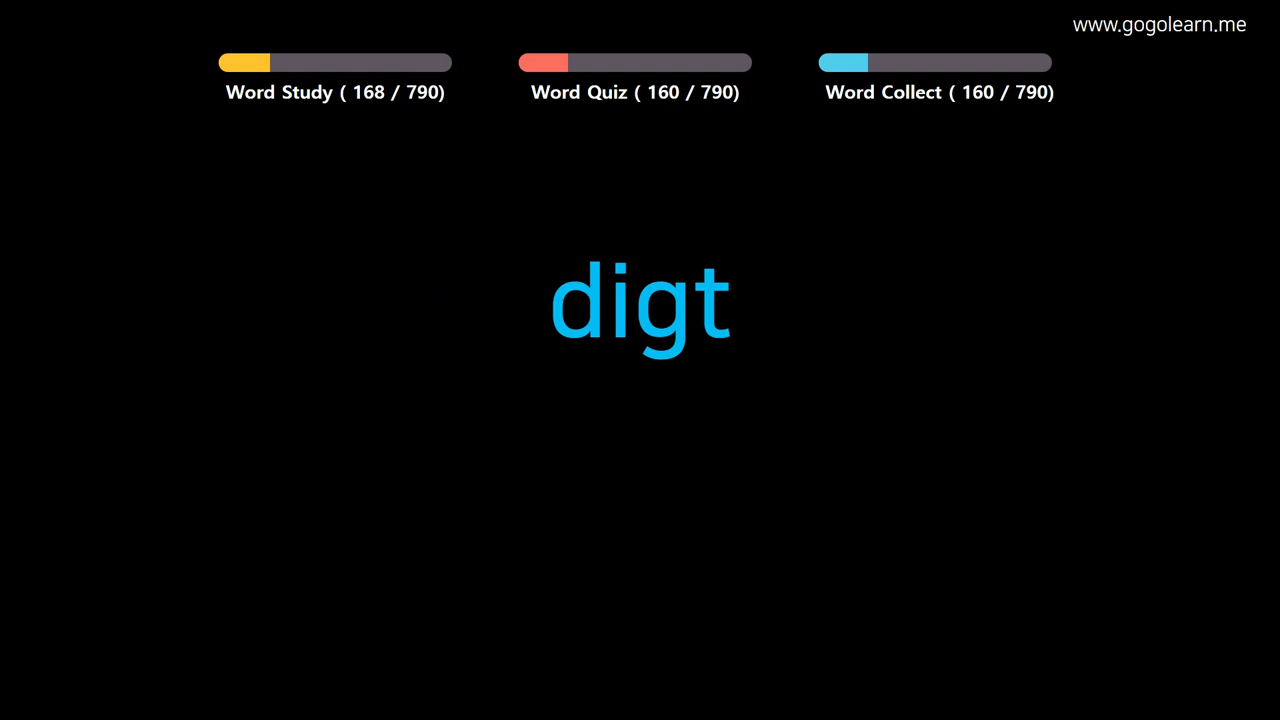 www.gogolearn.me
Word Study ( 168 / 790)
Word Quiz ( 160 / 790)
Word Collect ( 160 / 790)
digt